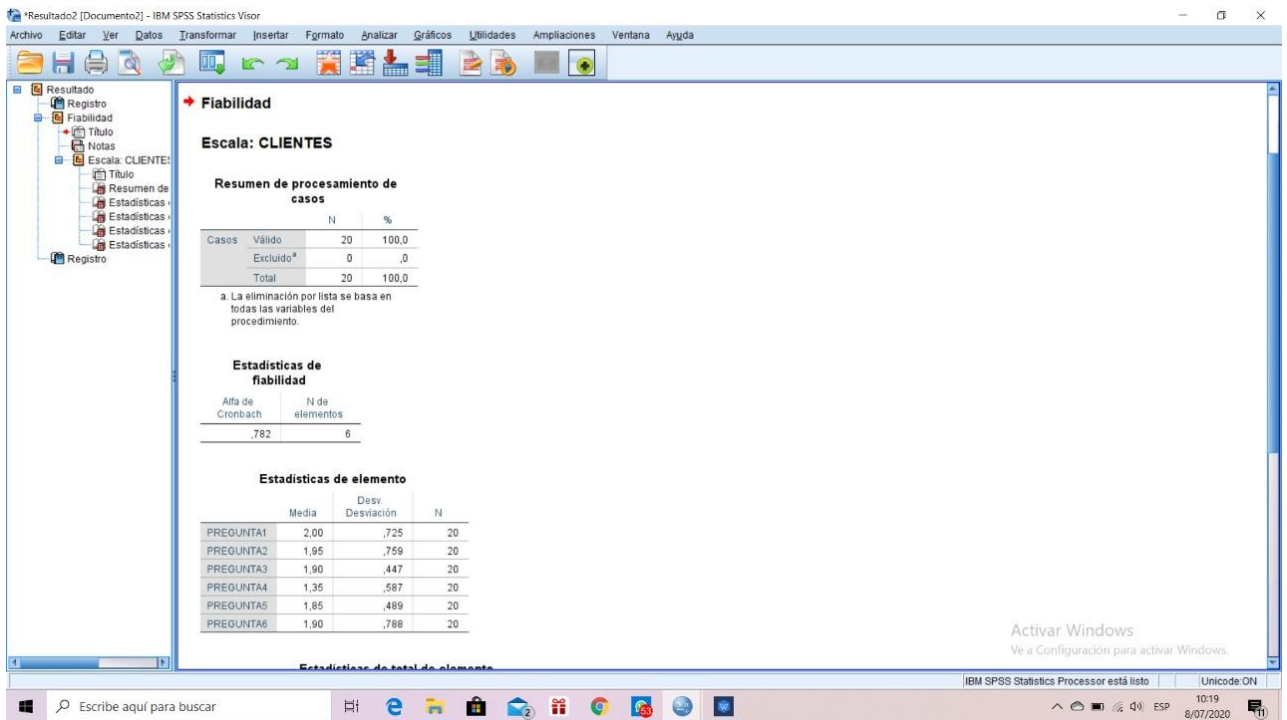 *Resultado2 [Documento2] - IBM SPSS Statistics Visor
Archivo Editar Ver Datos Transformar Insertar Formato Analizar Gráficos Utilidades Ampliaciones Ventana Ayuda
Resultado
Registro
Fiabilidad
Título
Notas
Escala: CLIENTES
Título
Resumen de
Estadísticas
Estadísticas
Estadísticas
Estadísticas
Registro
Fiabilidad
Escala: CLIENTES
Resumen de procesamiento de
casos
N %
Casos Válido 20 100,0
Excluido a 0 ,0
Total 20 100,0
a. La eliminación por lista se basa en
todas las variables del
procedimiento.
Estadísticas de
fiabilidad
Alfa de N de
Cronbach elementos
,782 6
Estadísticas de elemento
Desv.
Media Desviación N
PREGUNTA1 2,00 ,725 20
PREGUNTA2 1,95 ,759 20
PREGUNTA3 1,90 ,447 20
PREGUNTA4 1,35 ,587 20
PREGUNTA5 1,85 ,489 20
PREGUNTA6 1,90 ,788 20
Estadísticas de total de elemento
Activar Windows
Ve a Configuración para activar Windows.
IBM SPSS Statistics Processor está listo Unicode:ON
Escribe aquí para buscar
ESP
10:19
8/07/2020